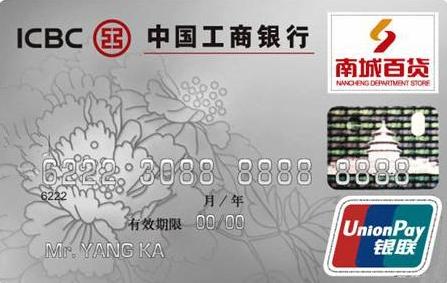 ICBC 中国工商银行
南城百货
NANCHENG DEPARTMENT STORE
6222 3088 8888 8888
6222
月/年
有效期限 00/00
Mr. YANG KA
UnionPay
银联